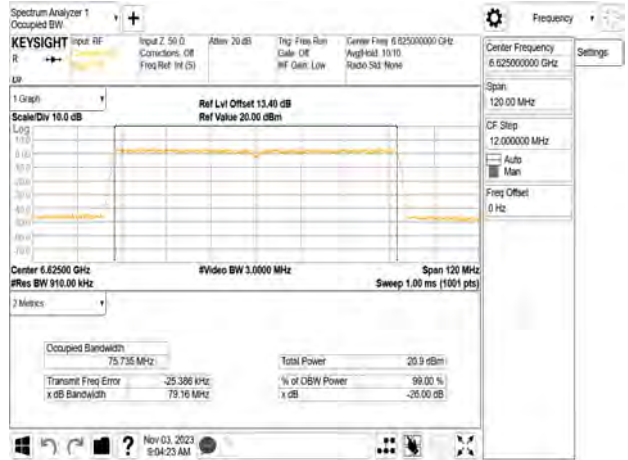 Spectrum Analyzer 1
Occupied BW
+
Frequency
KEYSIGHT Input: RF
R
Input Z: 50 Ω
Corrections: Off
Freq Ref: Int (S)
Atten: 20 dB
Trig: Free Run
Gate: Off
#IF Gain: Low
Center Freq: 6.625000000 GHz
Avg|Hold: 10/10
Radio Std: None
Center Frequency
6.625000000 GHz
Settings
Span
120.00 MHz
CF Step
12.000000 MHz
Auto
Man
Freq Offset
0 Hz
1 Graph
Scale/Div 10.0 dB
Log
Ref Lvl Offset 13.40 dB
Ref Value 20.00 dBm
Center 6.62500 GHz
#Res BW 910.00 kHz
#Video BW 3.0000 MHz
Span 120 MHz
Sweep 1.00 ms (1001 pts)
2 Metrics
Occupied Bandwidth
75.735 MHz
Total Power 20.9 dBm
Transmit Freq Error -25.386 kHz
% of OBW Power 99.00 %
x dB Bandwidth 79.16 MHz
x dB -26.00 dB
?
Nov 03, 2023
9:04:23 AM